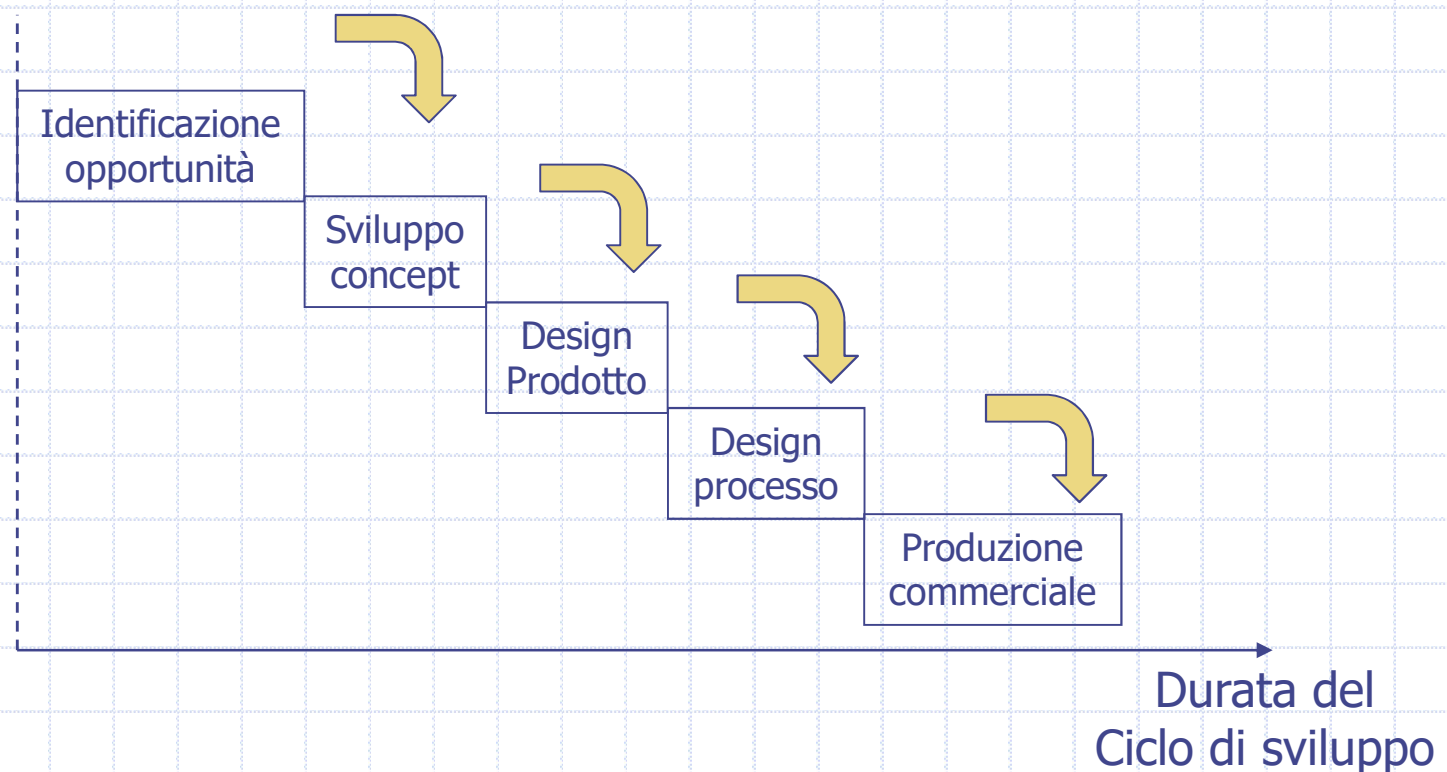 Identificazione
opportunità
Sviluppo
concept
Design
Prodotto
Design
processo
Produzione
commerciale
Durata del
Ciclo di sviluppo